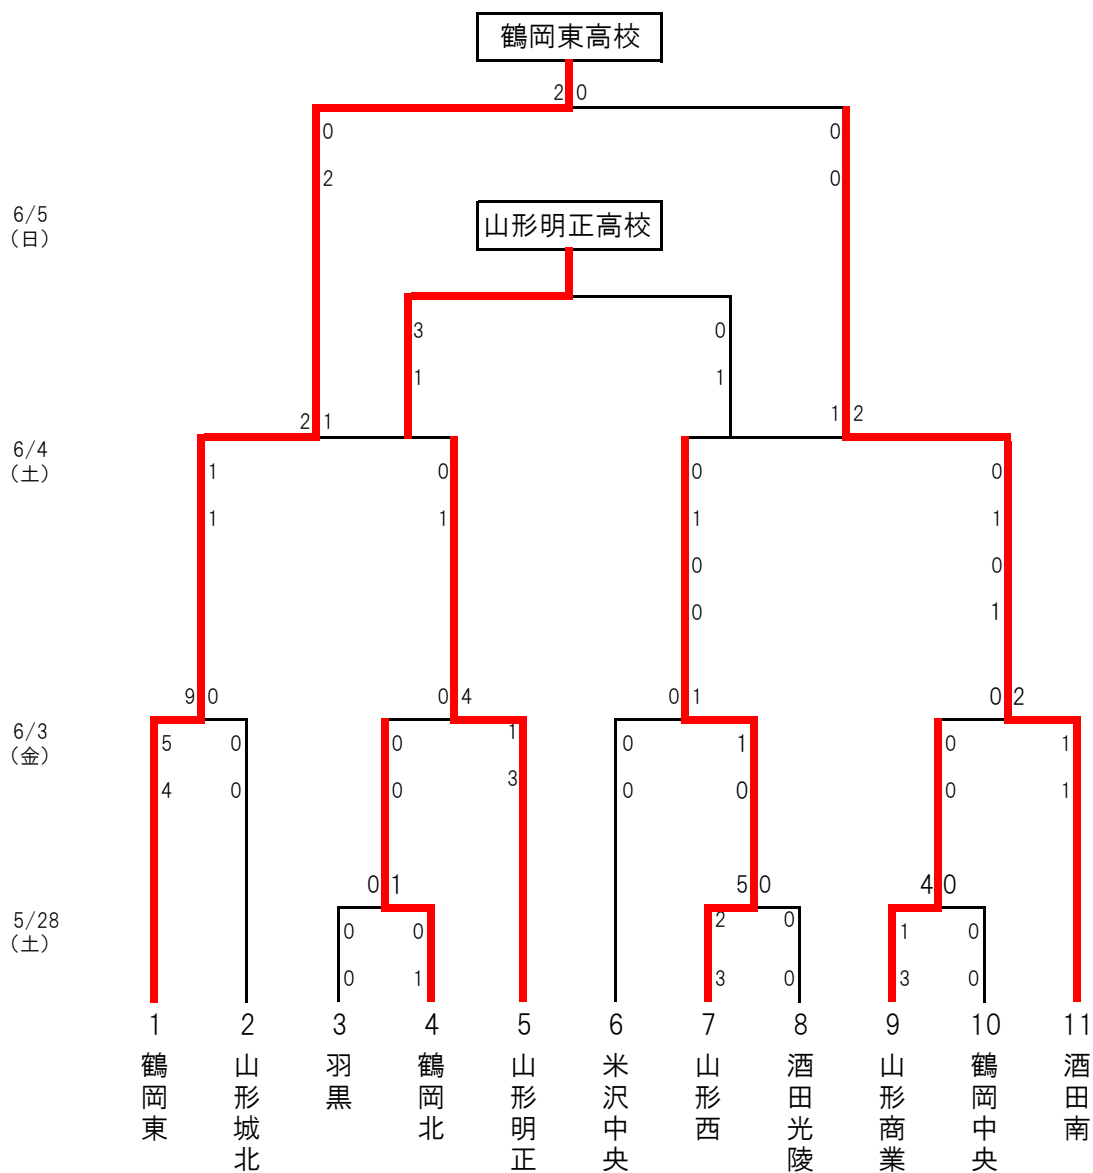 鶴岡東高校
2 0
0 0
2 0
6/5
(日)
山形明正高校
3 0
1 1
2 1 1 2
6/4
(土)
1 0 0 0
1 1 1 1
0 0
0 1
9 0 0 4 0 1 0 2
6/3
(金)
5 0 0 1 0 1 0 1
4 0 0 3 0 0 0 1
0 1 5 0 4 0
5/28
(土)
0 0 2 0 1 0
0 1 3 0 3 0
1 2 3 4 5 6 7 8 9 10 11
鶴岡東
山形城北
羽黒
鶴岡北
山形明正
米沢中央
山形西
酒田光陵
山形商業
鶴岡中央
酒田南